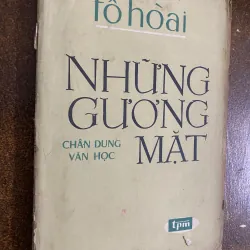 Tô hoài
NHỮNG
GƯƠNG
CHÂN DUNG
VĂN HỌC
MẶT
tpm